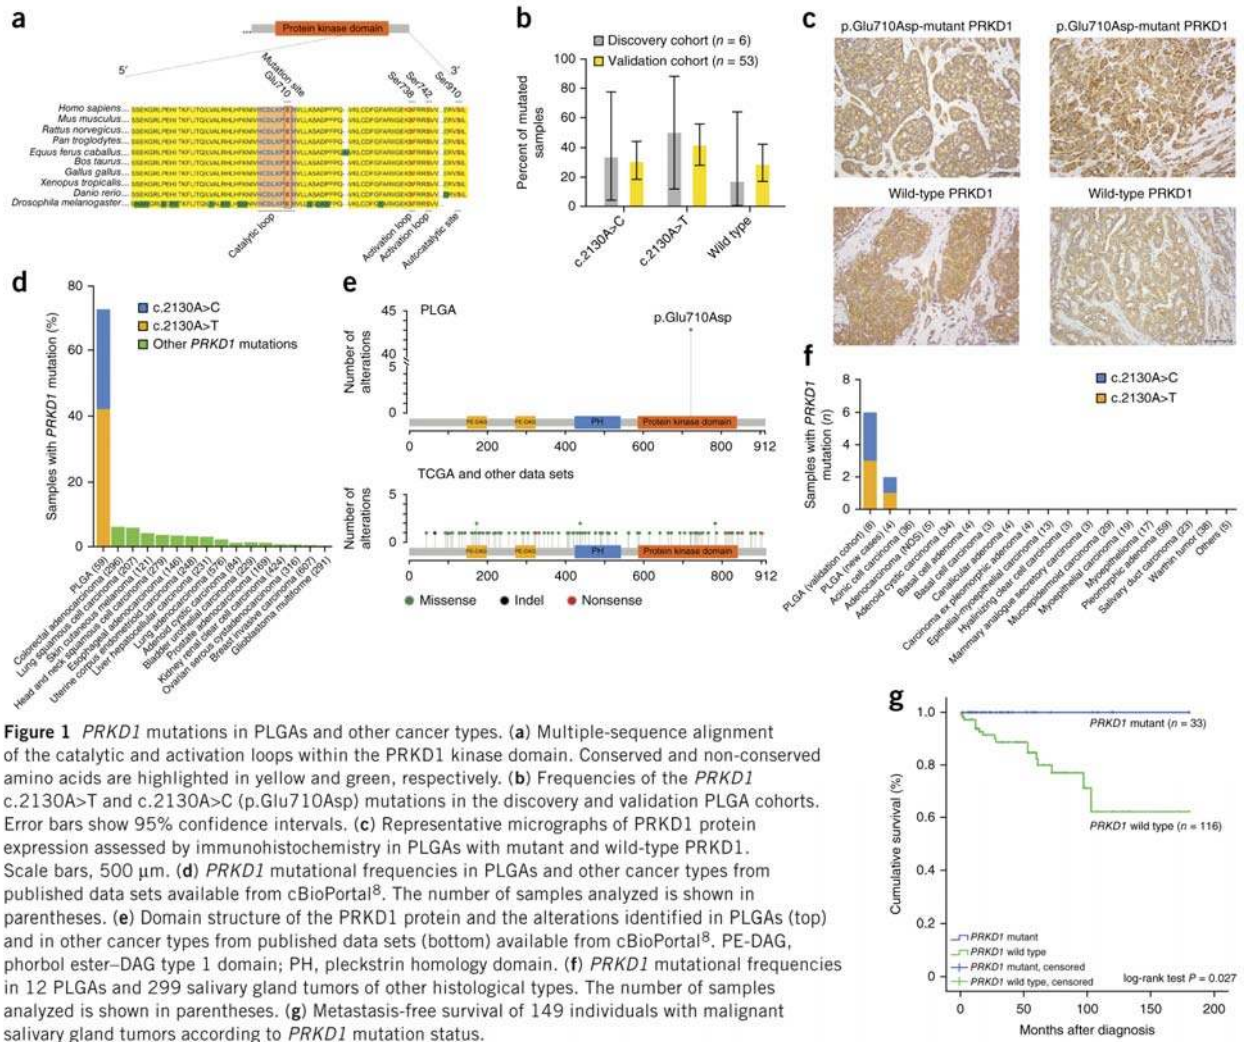 a
Protein kinase domain
5′
3′
Mutation site
Glu710
Ser738
Ser742
Ser910
Homo sapiens
Mus musculus
Rattus norvegicus
Pan troglodytes
Equus ferus caballus
Bos taurus
Gallus gallus
Xenopus tropicalis
Danio rerio
Drosophila melanogaster
Catalytic loop
Activation loop
Activation loop
Autocatalytic site
b
Discovery cohort (n = 6)
Validation cohort (n = 53)
Percent of mutated
samples
100
80
60
40
20
0
c.2130A>C
c.2130A>T
Wild type
c
p.Glu710Asp-mutant PRKD1
p.Glu710Asp-mutant PRKD1
Wild-type PRKD1
Wild-type PRKD1
d
Samples with PRKD1 mutation (%)
80
60
40
20
0
c.2130A>C
c.2130A>T
Other PRKD1 mutations
PLGA (59)
Colorectal adenocarcinoma (296)
Lung squamous carcinoma (207)
Skin cutaneous melanoma (121)
Head and neck squamous cell carcinoma (279)
Esophageal adenocarcinoma (146)
Uterine corpus endometrioid carcinoma (248)
Liver hepatocellular carcinoma (231)
Lung adenocarcinoma (576)
Adenoid cystic carcinoma (84)
Bladder urothelial carcinoma (229)
Prostate adenocarcinoma (169)
Kidney renal clear cell carcinoma (424)
Ovarian serous cystadenocarcinoma (316)
Breast invasive carcinoma (607)
Glioblastoma multiforme (291)
e
PLGA
p.Glu710Asp
Number of
alterations
45
40
5
0
PE-DAG
PE-DAG
PH
Protein kinase domain
0 200 400 600 800 912
TCGA and other data sets
Number of
alterations
5
0
PE-DAG
PE-DAG
PH
Protein kinase domain
0 200 400 600 800 912
Missense
Indel
Nonsense
f
Samples with PRKD1
mutation (n)
8
6
4
2
0
c.2130A>C
c.2130A>T
PLGA (validation cohort) (8)
PLGA (new cases) (4)
Acinic cell carcinoma (36)
Adenocarcinoma (NOS) (5)
Adenoid cystic carcinoma (34)
Basal cell adenoma (4)
Basal cell carcinoma (3)
Canalicular adenoma (4)
Carcinoma ex pleomorphic adenoma (4)
Epithelial-myoepithelial carcinoma (13)
Hyalinizing clear cell carcinoma (3)
Mammary analogue secretory carcinoma (3)
Mucoepidermoid carcinoma (29)
Myoepithelial carcinoma (19)
Myoepithelioma (17)
Pleomorphic adenoma (59)
Salivary duct carcinoma (23)
Warthin tumor (38)
Others (5)
g
Cumulative survival (%)
1.0
0.8
0.6
0.4
0.2
0
PRKD1 mutant (n = 33)
PRKD1 wild type (n = 116)
PRKD1 mutant
PRKD1 wild type
PRKD1 mutant, censored
PRKD1 wild type, censored
log-rank test P = 0.027
0 50 100 150 200
Months after diagnosis
Figure 1 PRKD1 mutations in PLGAs and other cancer types. (a) Multiple-sequence alignment
of the catalytic and activation loops within the PRKD1 kinase domain. Conserved and non-conserved
amino acids are highlighted in yellow and green, respectively. (b) Frequencies of the PRKD1
c.2130A>T and c.2130A>C (p.Glu710Asp) mutations in the discovery and validation PLGA cohorts.
Error bars show 95% confidence intervals. (c) Representative micrographs of PRKD1 protein
expression assessed by immunohistochemistry in PLGAs with mutant and wild-type PRKD1.
Scale bars, 500 μm. (d) PRKD1 mutational frequencies in PLGAs and other cancer types from
published data sets available from cBioPortal8. The number of samples analyzed is shown in
parentheses. (e) Domain structure of the PRKD1 protein and the alterations identified in PLGAs (top)
and in other cancer types from published data sets (bottom) available from cBioPortal8. PE-DAG,
phorbol ester–DAG type 1 domain; PH, pleckstrin homology domain. (f) PRKD1 mutational frequencies
in 12 PLGAs and 299 salivary gland tumors of other histological types. The number of samples
analyzed is shown in parentheses. (g) Metastasis-free survival of 149 individuals with malignant
salivary gland tumors according to PRKD1 mutation status.